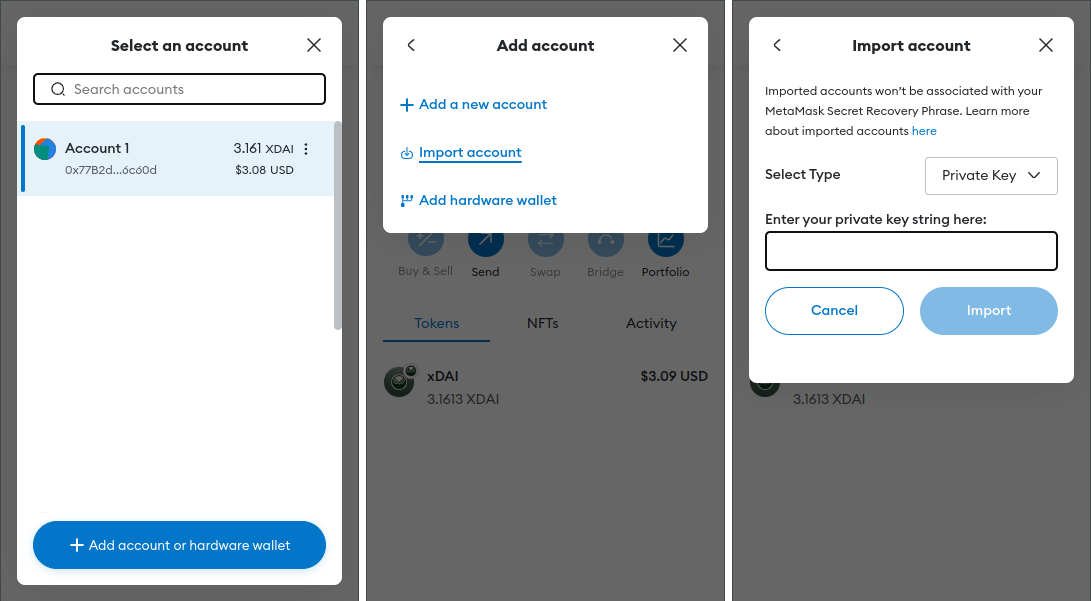 Select an account
Search accounts
Account 1
3.161 XDAI
0x77B2d...6c60d
$3.08 USD
Add account or hardware wallet
Add account
Add a new account
Import account
Add hardware wallet
Buy & Sell
Send
Swap
Bridge
Portfolio
Tokens
NFTs
Activity
xDAI
$3.09 USD
3.1613 XDAI
Import account
Imported accounts won’t be associated with your
MetaMask Secret Recovery Phrase. Learn more
about imported accounts here
Select Type
Private Key
Enter your private key string here:
Cancel
Import
3.1613 XDAI